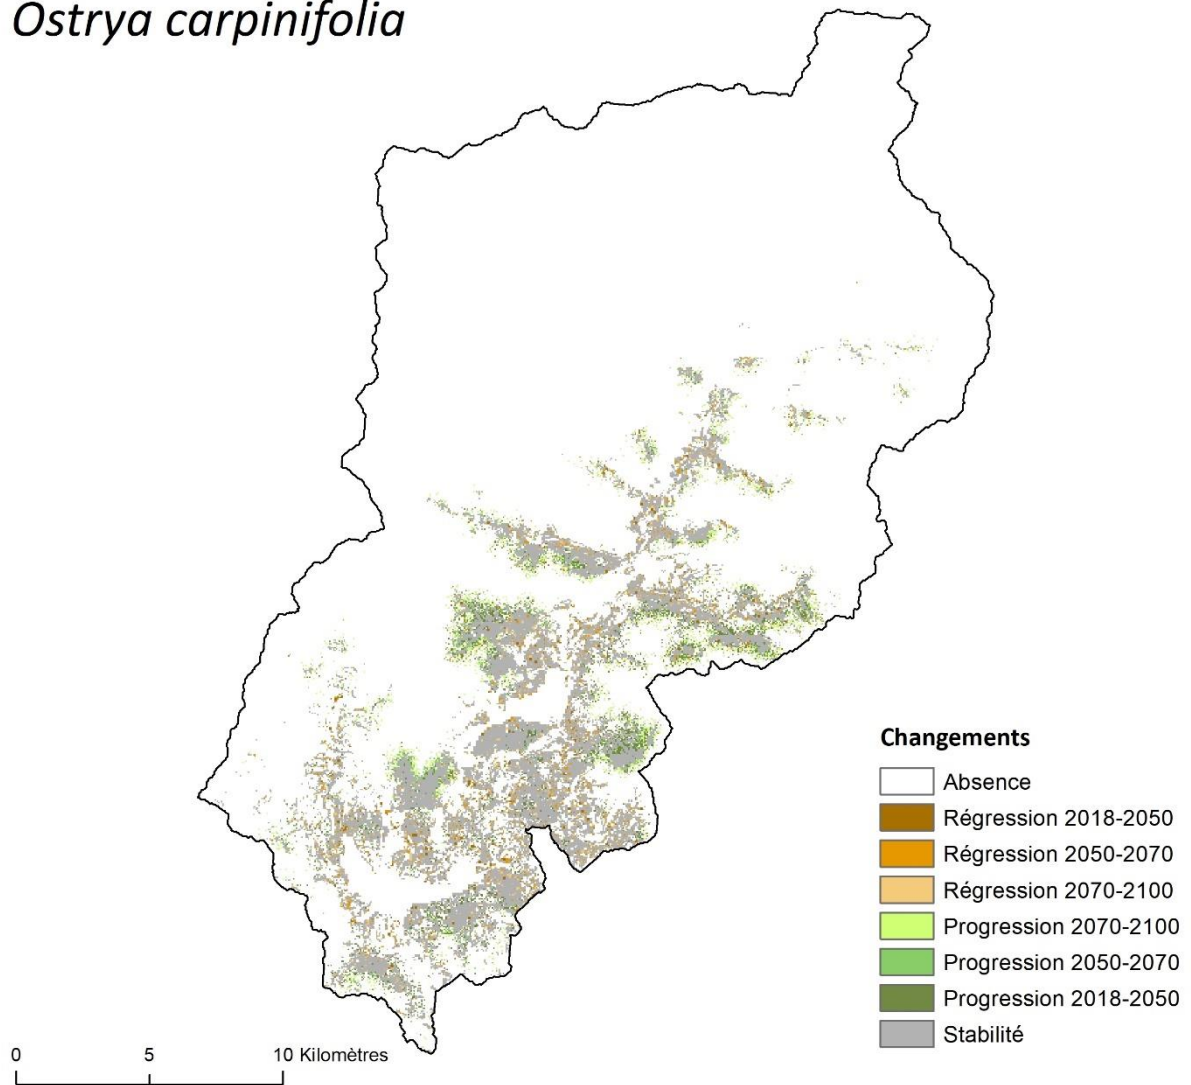 Ostrya carpinifolia
Changements
Absence
Régression 2018-2050
Régression 2050-2070
Régression 2070-2100
Progression 2070-2100
Progression 2050-2070
Progression 2018-2050
Stabilité
0 5 10 Kilomètres